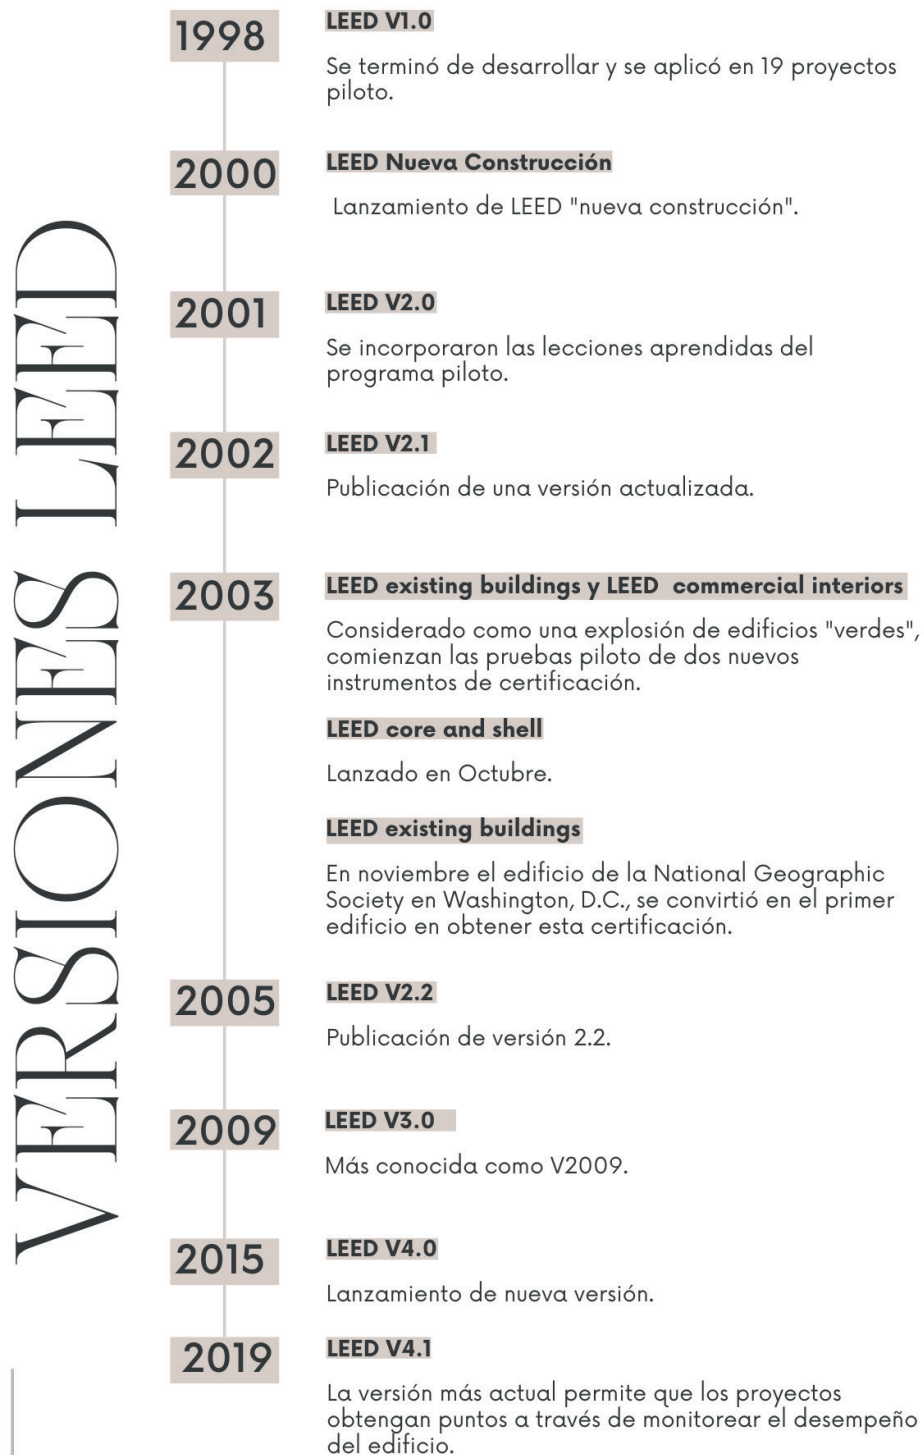 VERSIONES LEED
1998
LEED V1.0
Se terminó de desarrollar y se aplicó en 19 proyectos
piloto.
2000
LEED Nueva Construcción
Lanzamiento de LEED "nueva construcción".
2001
LEED V2.0
Se incorporaron las lecciones aprendidas del
programa piloto.
2002
LEED V2.1
Publicación de una versión actualizada.
2003
LEED existing buildings y LEED commercial interiors
Considerado como una explosión de edificios "verdes",
comienzan las pruebas piloto de dos nuevos
instrumentos de certificación.
LEED core and shell
Lanzado en Octubre.
LEED existing buildings
En noviembre el edificio de la National Geographic
Society en Washington, D.C., se convirtió en el primer
edificio en obtener esta certificación.
2005
LEED V2.2
Publicación de versión 2.2.
2009
LEED V3.0
Más conocida como V2009.
2015
LEED V4.0
Lanzamiento de nueva versión.
2019
LEED V4.1
La versión más actual permite que los proyectos
obtengan puntos a través de monitorear el desempeño
del edificio.